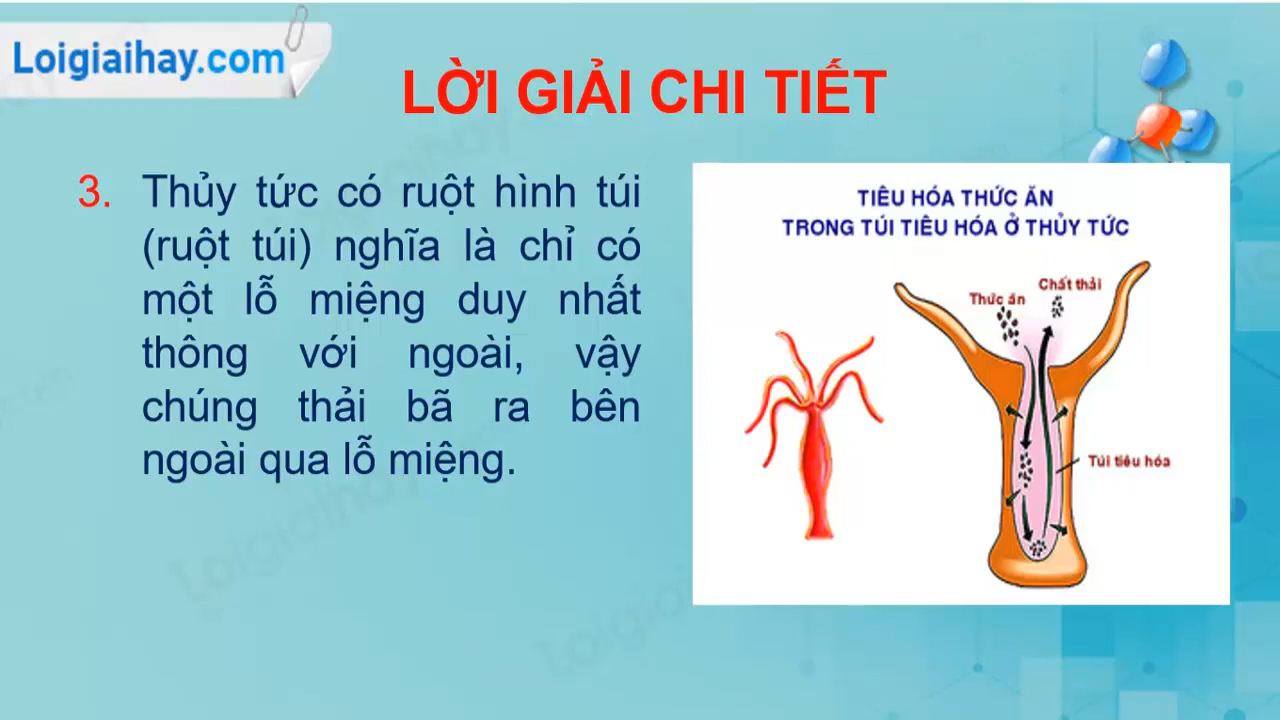 Loigiaihay.com
LỜI GIẢI CHI TIẾT
3. Thủy tức có ruột hình túi
(ruột túi) nghĩa là chỉ có
một lỗ miệng duy nhất
thông với ngoài, vậy
chúng thải bã ra bên
ngoài qua lỗ miệng.
TIÊU HÓA THỨC ĂN
TRONG TÚI TIÊU HÓA Ở THỦY TỨC
Chất thải
Thức ăn
Túi tiêu hóa